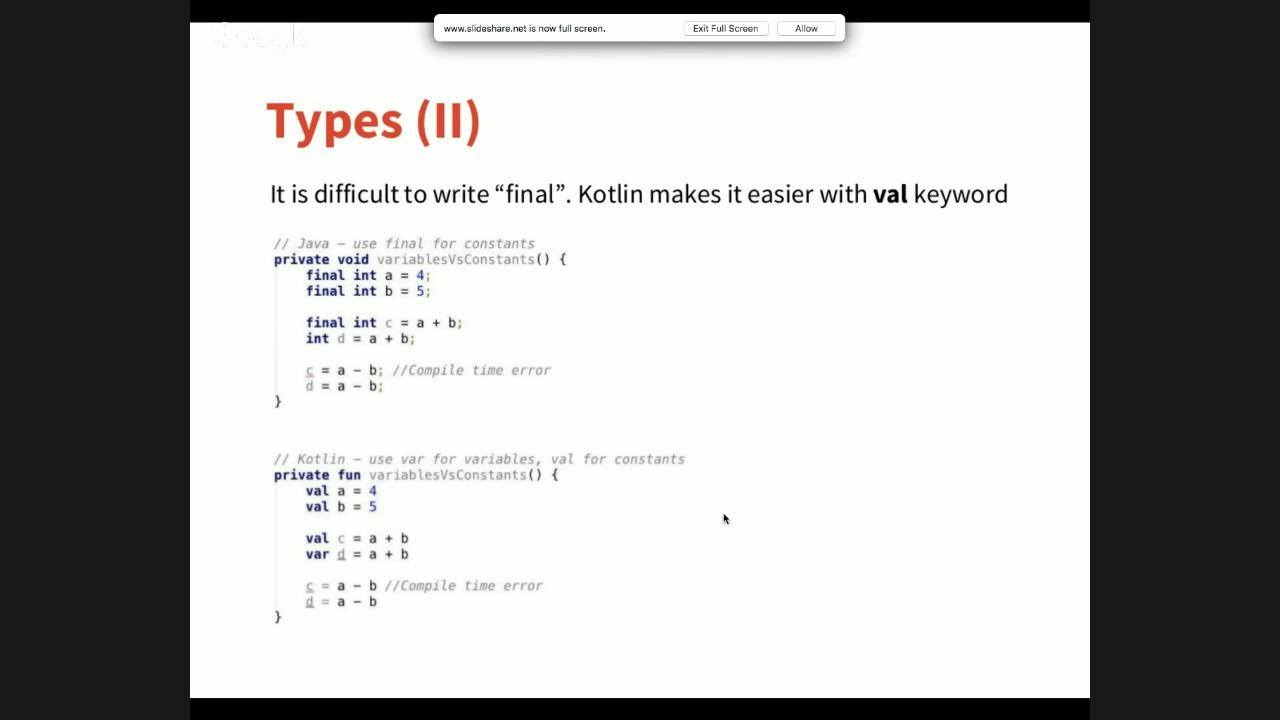 www.slideshare.net is now full screen.
Exit Full Screen
Allow
Google
Types (II)
It is difficult to write “final”. Kotlin makes it easier with val keyword
// Java – use final for constants
private void variablesVsConstants() {
final int a = 4;
final int b = 5;
final int c = a + b;
int d = a + b;
c = a – b; //Compile time error
d = a – b;
}
// Kotlin – use var for variables, val for constants
private fun variablesVsConstants() {
val a = 4
val b = 5
val c = a + b
var d = a + b
c = a – b //Compile time error
d = a – b
}